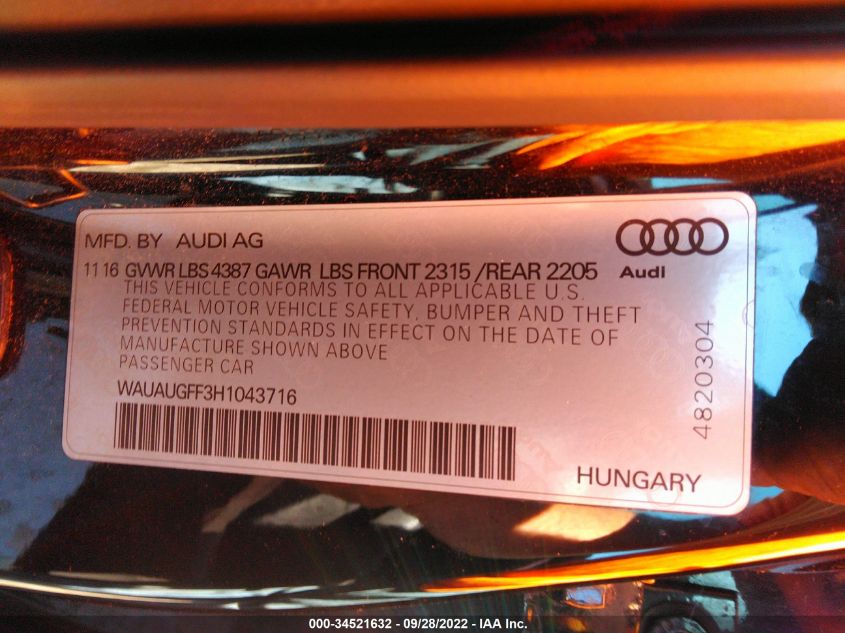 MFD. BY AUDI AG
11 16 GVWR LBS 4387 GAWR LBS FRONT 2315 /REAR 2205
Audi
THIS VEHICLE CONFORMS TO ALL APPLICABLE U.S.
FEDERAL MOTOR VEHICLE SAFETY, BUMPER AND THEFT
PREVENTION STANDARDS IN EFFECT ON THE DATE OF
MANUFACTURE SHOWN ABOVE
PASSENGER CAR
WAUAUGFF3H1043716
4820304
HUNGARY
000-34521632 - 09/28/2022 - IAA Inc.